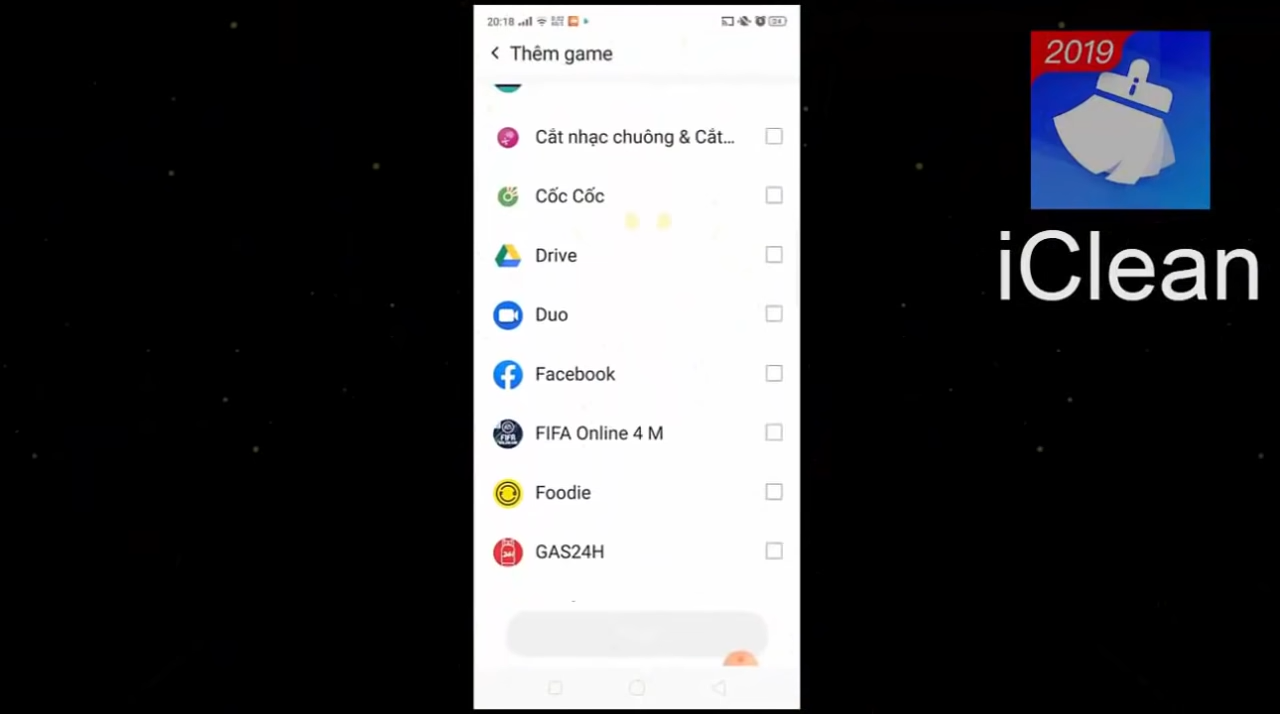 20:18
Thêm game
2019
Cắt nhạc chuông & Cắt...
Cốc Cốc
Drive
iClean
Duo
Facebook
FIFA Online 4 M
Foodie
GAS24H